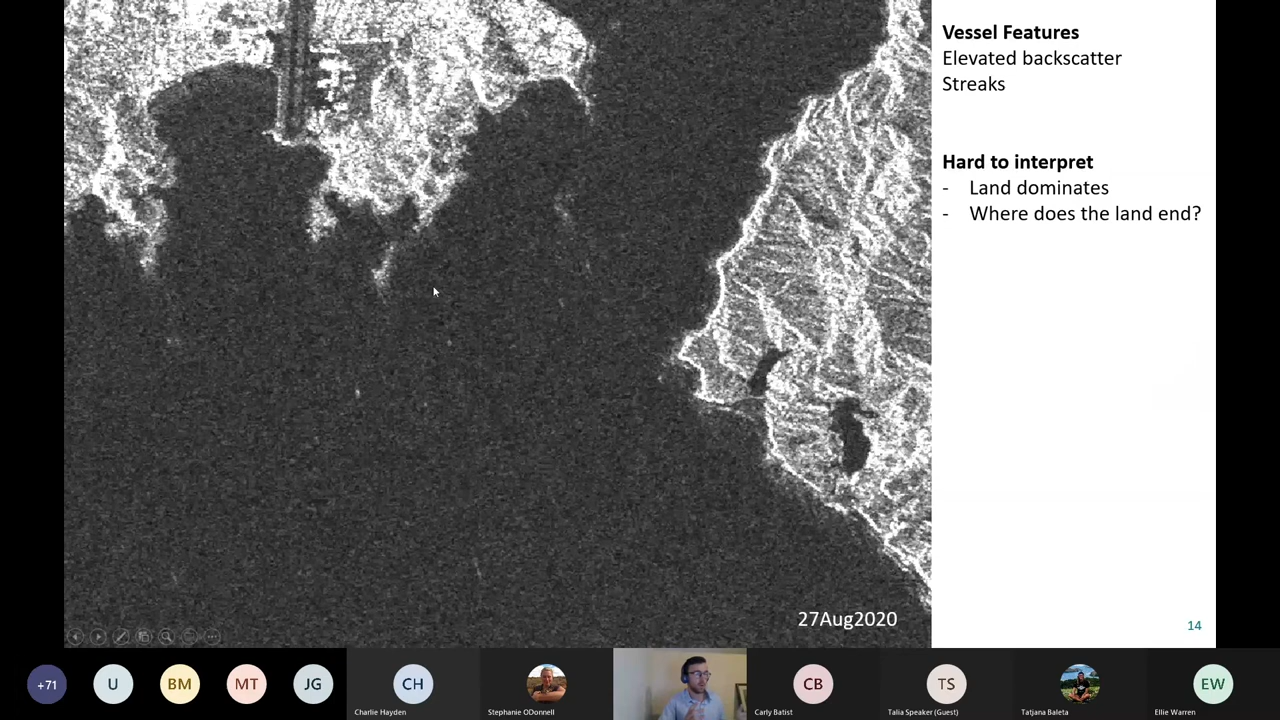 Vessel Features
Elevated backscatter
Streaks
Hard to interpret
- Land dominates
- Where does the land end?
27Aug2020
14
+71
U
BM
MT
JG
CH
Charlie Hayden
Stephanie ODonnell
CB
Carly Batist
TS
Talia Speaker (Guest)
Tatjana Baleta
EW
Ellie Warren